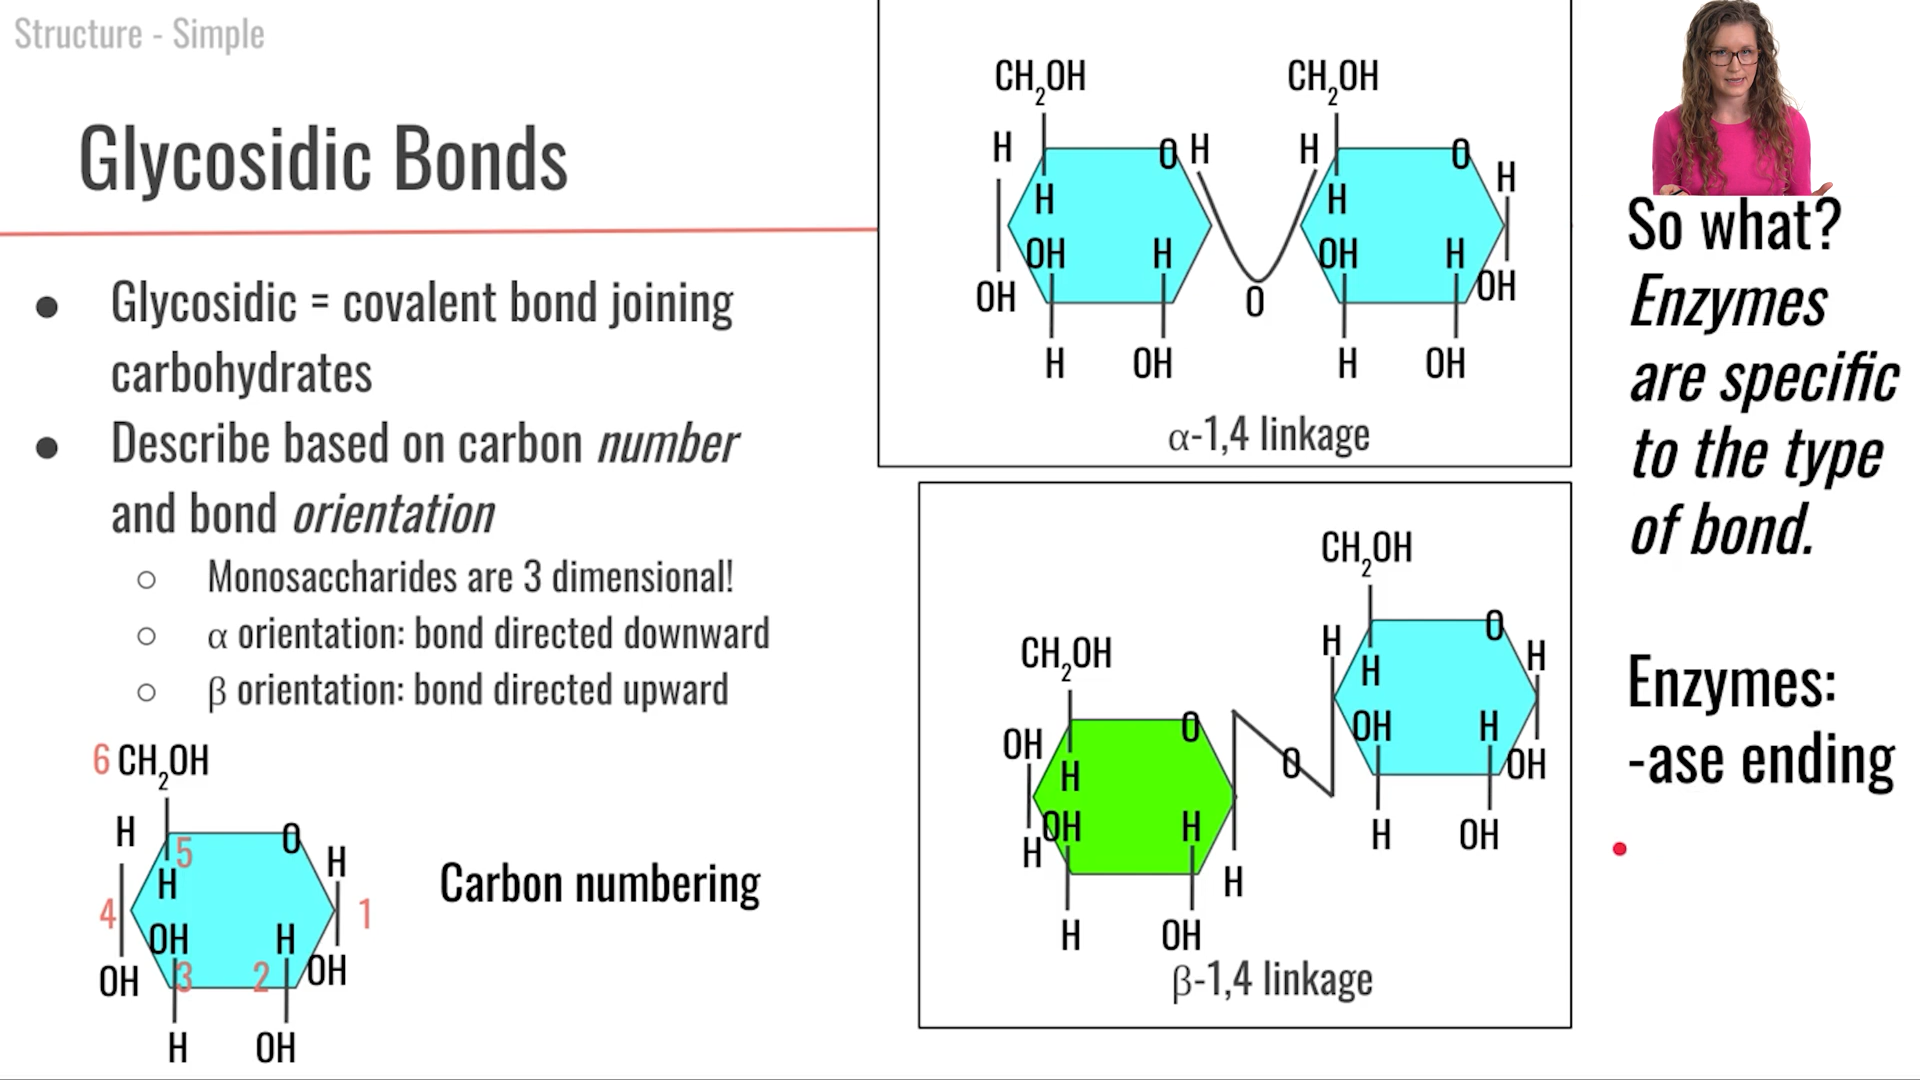 Structure - Simple
Glycosidic Bonds
● Glycosidic = covalent bond joining
carbohydrates
● Describe based on carbon number
and bond orientation
○ Monosaccharides are 3 dimensional!
○ α orientation: bond directed downward
○ β orientation: bond directed upward
6 CH₂OH
H
5
O
H
H
4
1
OH
H
3
2
OH
OH
H
OH
Carbon numbering
CH₂OH
CH₂OH
H
O
H
H
O
H
H
H
OH
H
OH
H
OH
OH
O
H
OH
H
OH
α-1,4 linkage
CH₂OH
H
O
H
CH₂OH
H
OH
O
OH
H
H
O
OH
OH
H
H
H
H
OH
H
OH
β-1,4 linkage
So what?
Enzymes
are specific
to the type
of bond.
Enzymes:
-ase ending